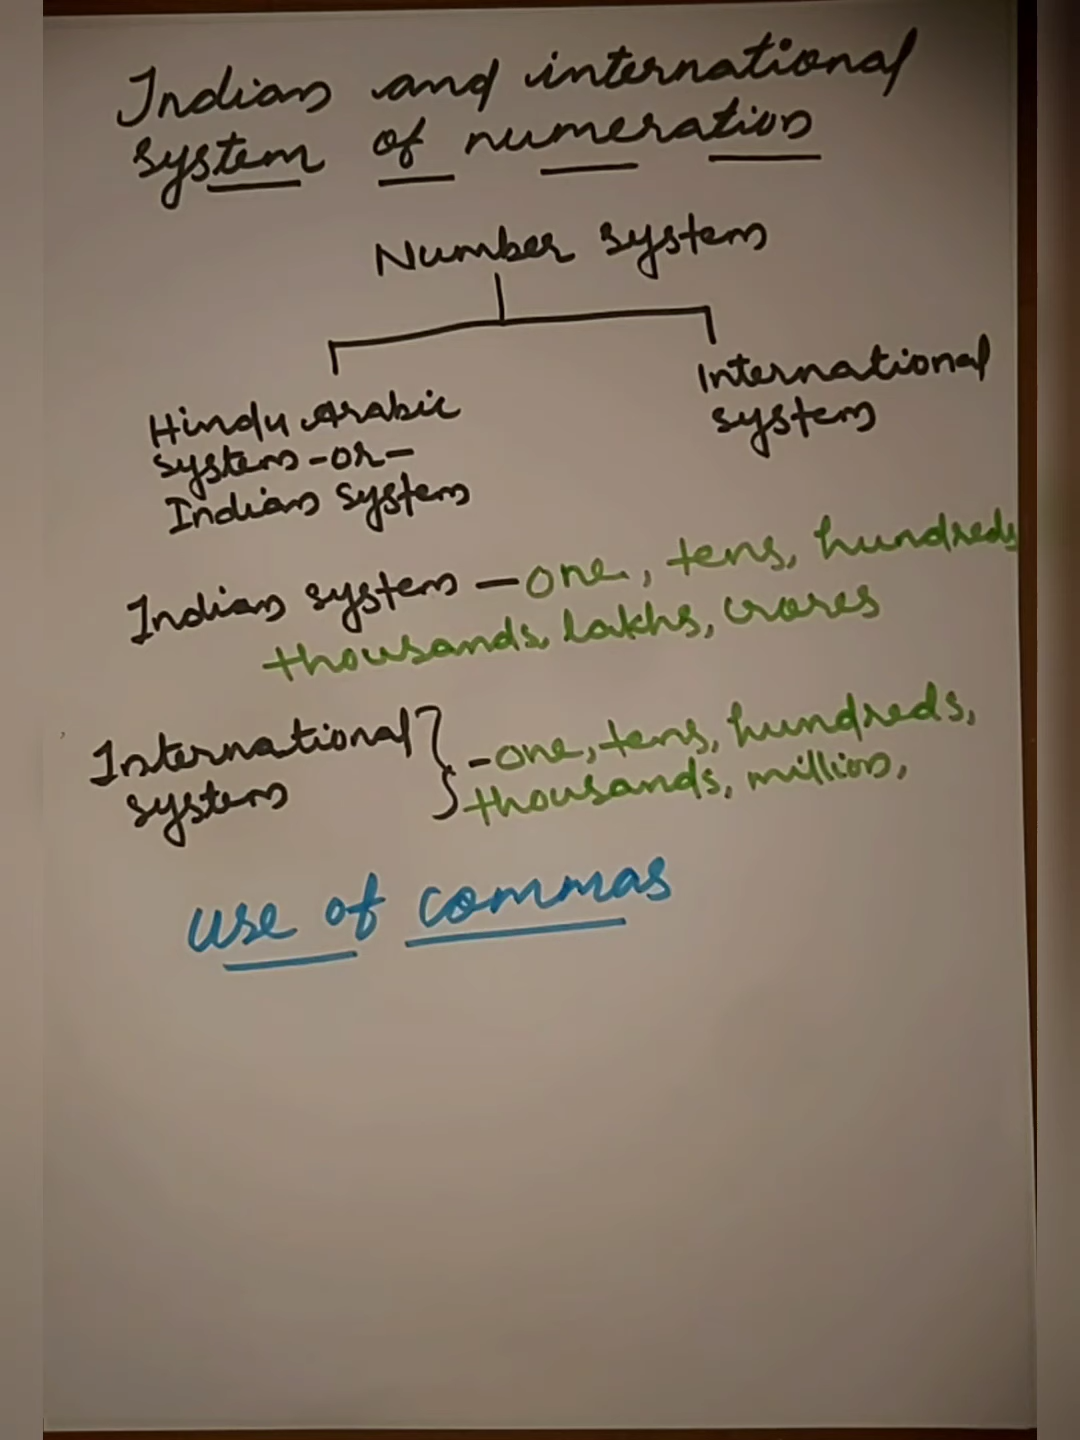 Indian and international
system of numeration
Number system
Hindu Arabic
system -or-
Indian System
International
system
Indian system - one, tens, hundreds
thousands, lakhs, crores
International
system
- one, tens, hundreds,
thousands, million,
use of commas